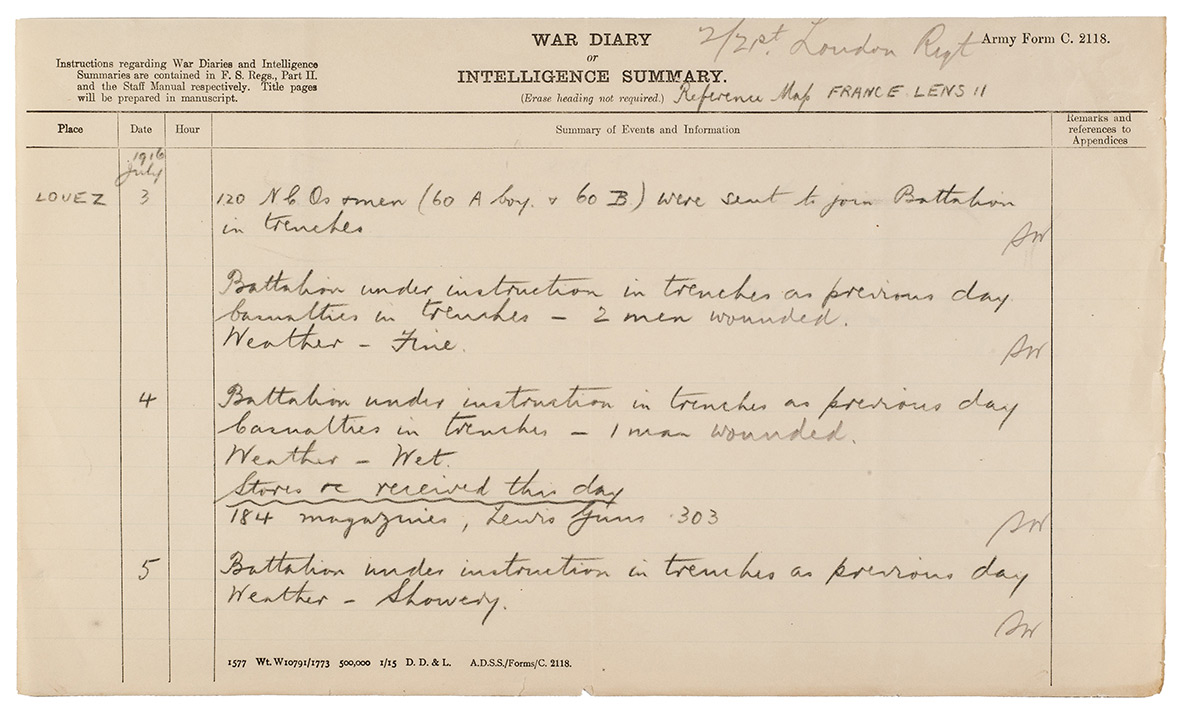 WAR DIARY
or
INTELLIGENCE SUMMARY.
(Erase heading not required.)
2/21st. London Regt
Army Form C. 2118.
Instructions regarding War Diaries and Intelligence
Summaries are contained in F. S. Regs., Part II.
and the Staff Manual respectively. Title pages
will be prepared in manuscript.
Reference Map FRANCE LENS 11
Place Date Hour Summary of Events and Information Remarks and
references to
Appendices
1916
July
LOUEZ 3 120 N C Os & men (60 A Coy. & 60 B) were sent to join Battalion
in trenches
Battalion under instruction in trenches as previous day
Casualties in trenches – 2 men wounded.
Weather – Fine.
4 Battalion under instruction in trenches as previous day
Casualties in trenches – 1 man wounded.
Weather – Wet.
Stores &c received this day
184 magazines, Lewis Guns .303
5 Battalion under instruction in trenches as previous day
Weather – Showery.
1577 Wt. W10791/1773 500,000 1/15 D. D. & L. A.D.S.S./Forms/C. 2118.